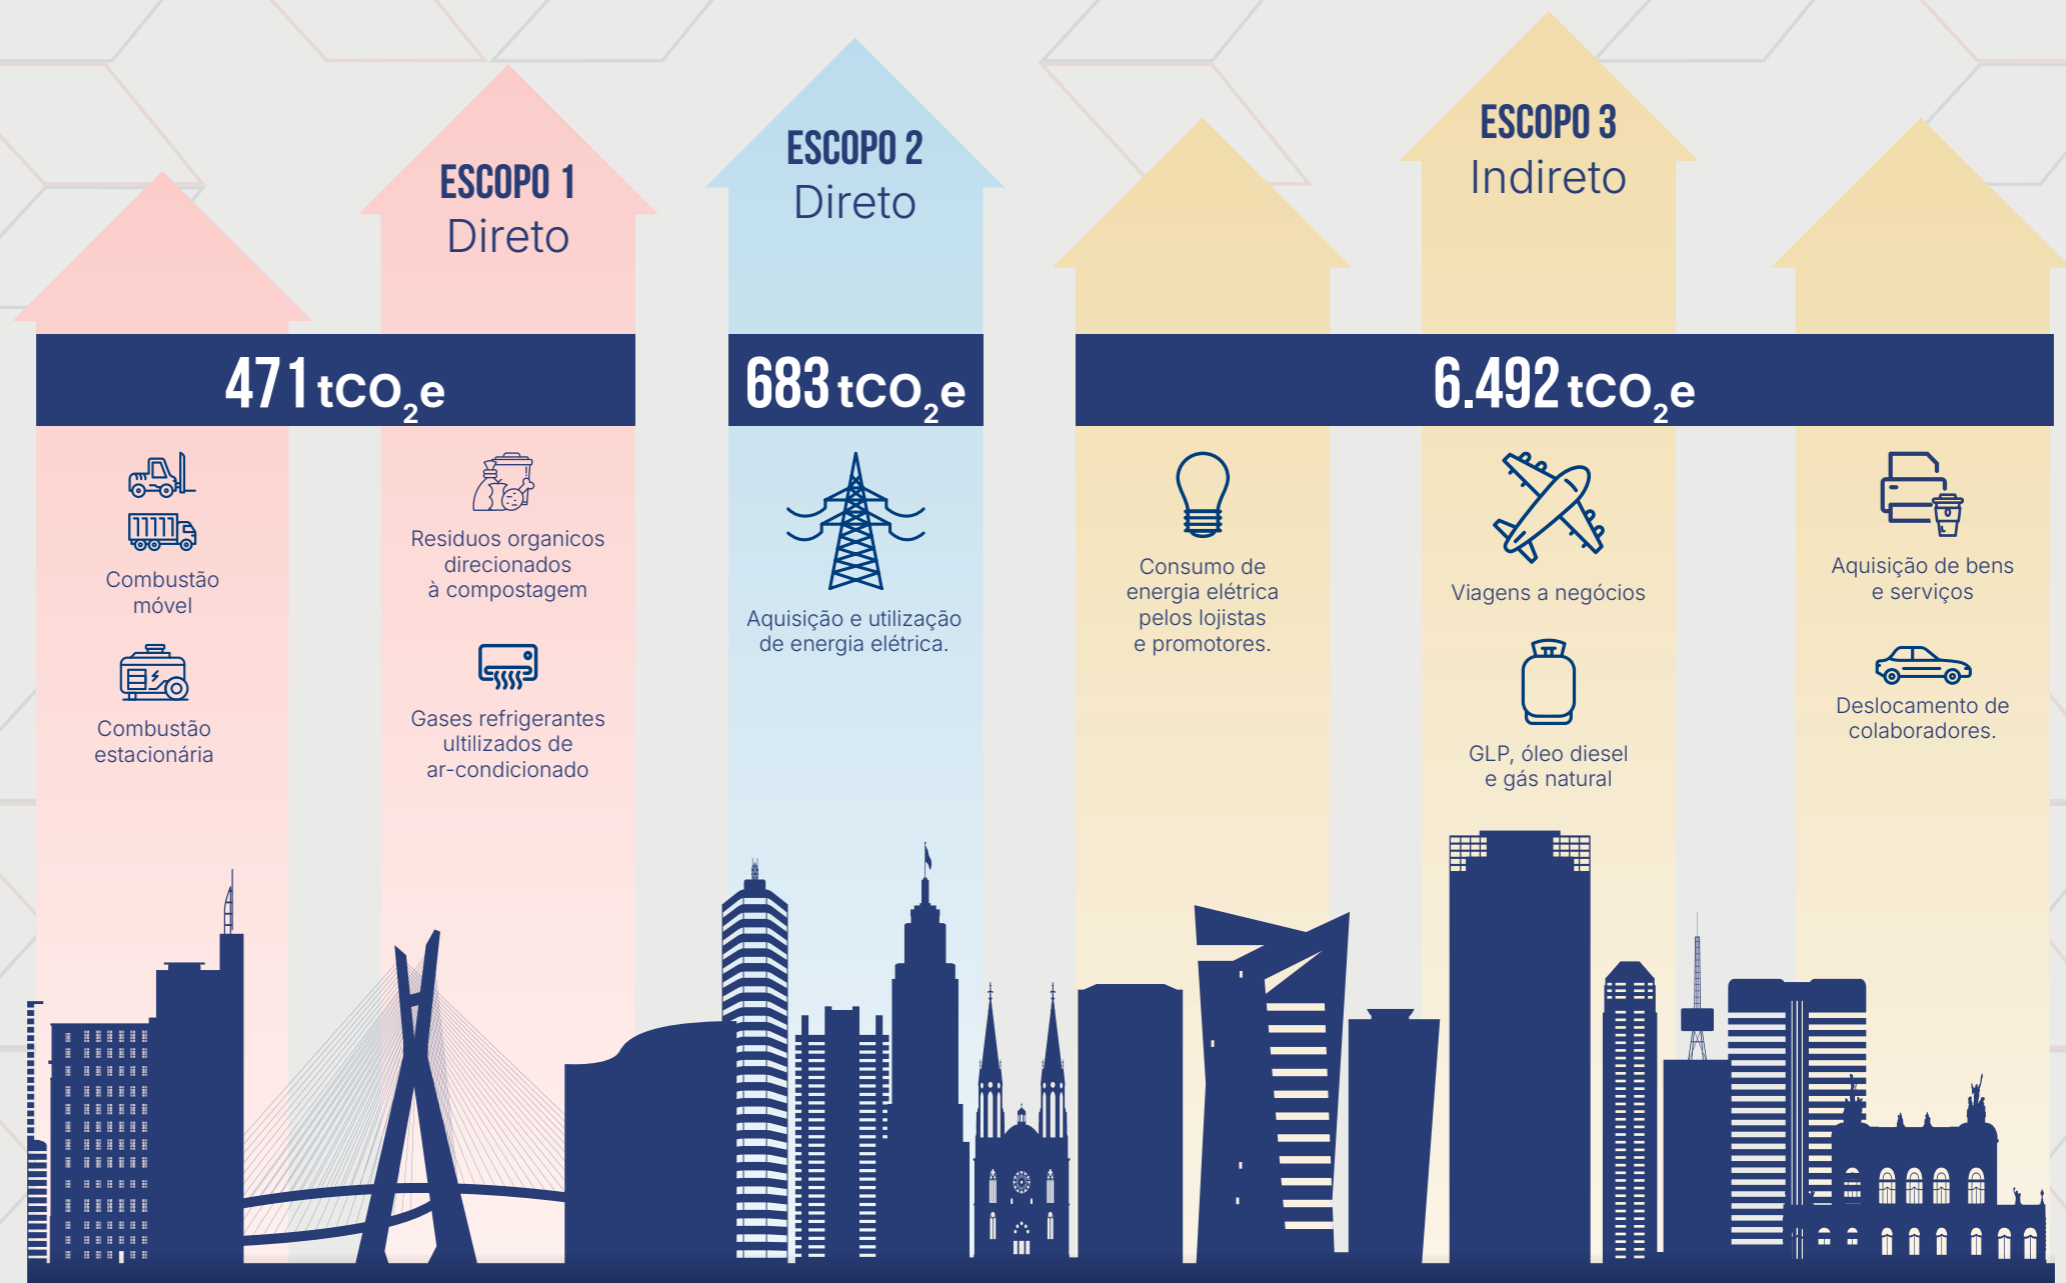 ESCOPO 1
Direto
471 tCO₂e
Combustão
móvel
Combustão
estacionária
Residuos organicos
direcionados
à compostagem
Gases refrigerantes
ultilizados de
ar-condicionado
ESCOPO 2
Direto
683 tCO₂e
Aquisição e utilização
de energia elétrica.
ESCOPO 3
Indireto
6.492 tCO₂e
Consumo de
energia elétrica
pelos lojistas
e promotores.
Viagens a negócios
GLP, óleo diesel
e gás natural
Aquisição de bens
e serviços
Deslocamento de
colaboradores.